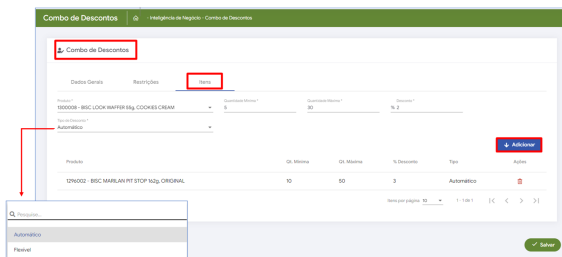 Combo de Descontos - Inteligência de Negócio - Combo de Descontos
Combo de Descontos
Dados Gerais Restrições Itens
Produto * Quantidade Mínima * Quantidade Máxima * Desconto *
1300008 - BISC LOOK WAFFER 55g, COOKIES CREAM 5 30 % 2
Tipo de Desconto *
Automático
Adicionar
Produto Qt. Mínima Qt. Máxima % Desconto Tipo Ações
1296002 - BISC MARILAN PIT STOP 162g, ORIGINAL 10 50 3 Automático
Itens por página 10 1 - 1 de 1
Pesquisar...
Automático
Flexível
Salvar